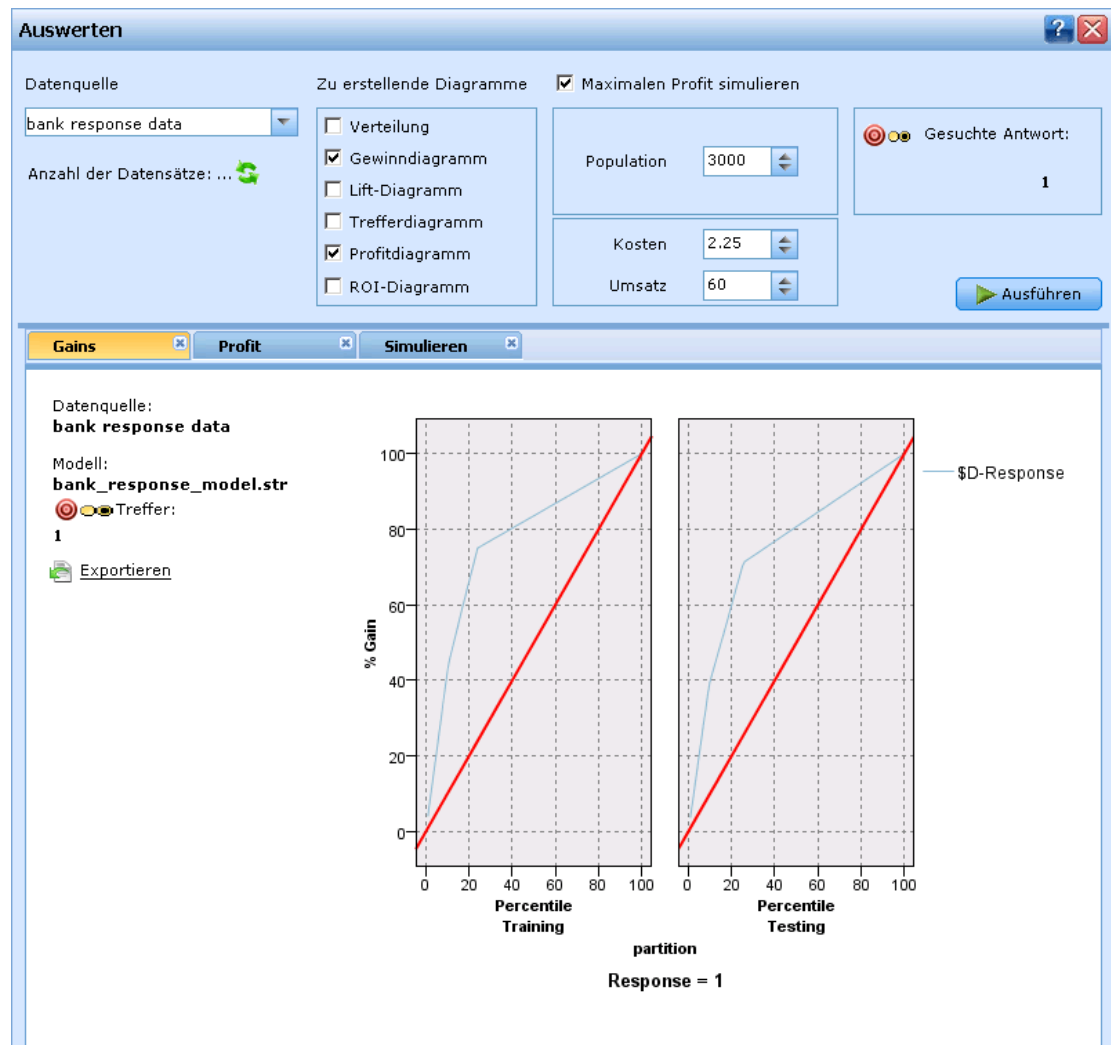 Auswerten
Datenquelle
bank response data
Anzahl der Datensätze: ...
Zu erstellende Diagramme
Verteilung
Gewinndiagramm
Lift-Diagramm
Trefferdiagramm
Profitdiagramm
ROI-Diagramm
Maximalen Profit simulieren
Population 3000
Kosten 2.25
Umsatz 60
Gesuchte Antwort:
1
Ausführen
Gains Profit Simulieren
Datenquelle:
bank response data
Modell:
bank_response_model.str
Treffer:
1
Exportieren
% Gain
100
80
60
40
20
0
0 20 40 60 80 100
Percentile
Training
0 20 40 60 80 100
Percentile
Testing
partition
Response = 1
$D-Response